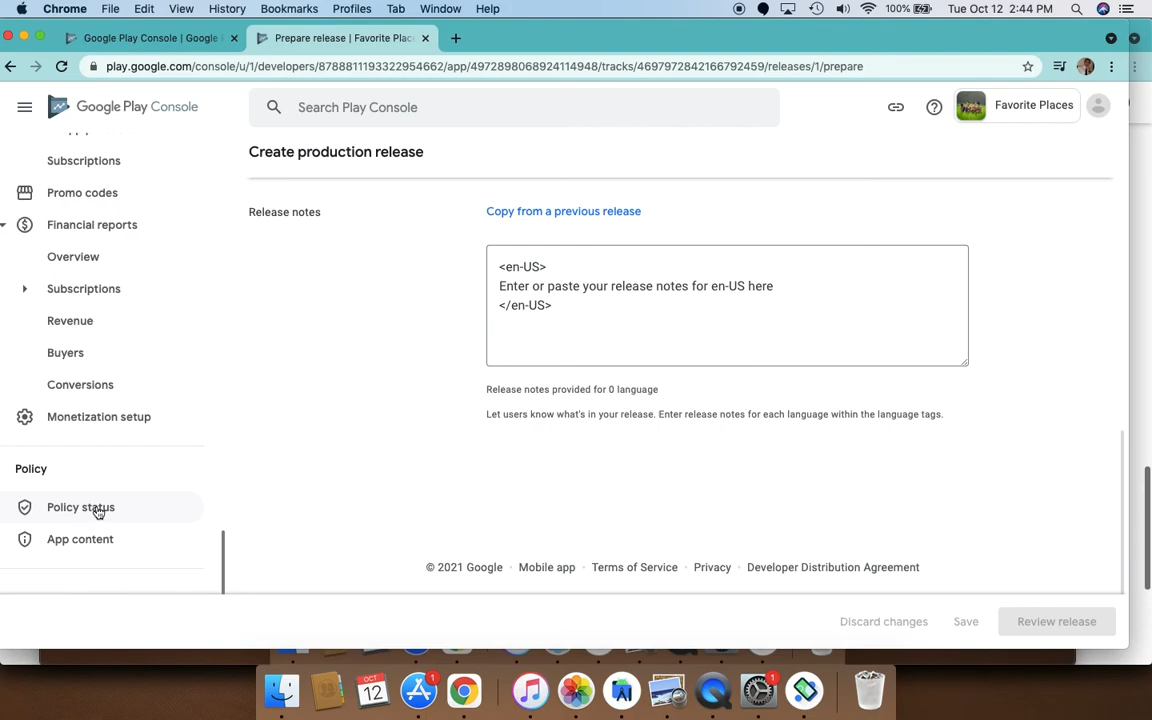 Chrome File Edit View History Bookmarks Profiles Tab Window Help 100% Tue Oct 12 2:44 PM
Google Play Console | Google
Prepare release | Favorite Plac
play.google.com/console/u/1/developers/8788811193322954662/app/4972898068924114948/tracks/4697972842166792459/releases/1/prepare
Google Play Console
Search Play Console
Favorite Places
Create production release
Subscriptions
Promo codes
Financial reports
Overview
Subscriptions
Revenue
Buyers
Conversions
Monetization setup
Policy
Policy status
App content
Release notes
Copy from a previous release
<en-US>
Enter or paste your release notes for en-US here
</en-US>
Release notes provided for 0 language
Let users know what's in your release. Enter release notes for each language within the language tags.
© 2021 Google · Mobile app · Terms of Service · Privacy · Developer Distribution Agreement
Discard changes
Save
Review release
OCT
12
1
1